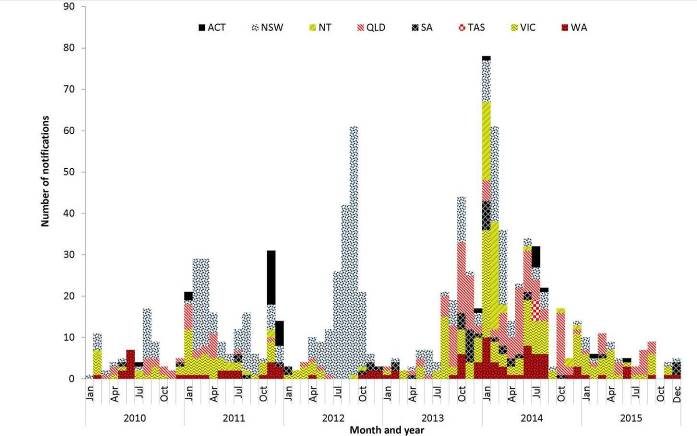 90
80
70
60
50
40
30
20
10
0
Number of notifications
ACT NSW NT QLD SA TAS VIC WA
Jan Apr Jul Oct Jan Apr Jul Oct Jan Apr Jul Oct Jan Apr Jul Oct Jan Apr Jul Oct Jan Apr Jul Oct Dec
2010 2011 2012 2013 2014 2015
Month and year